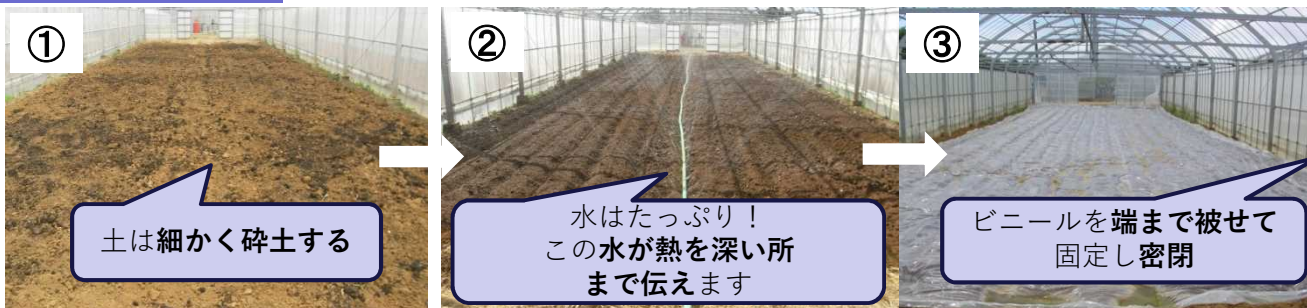 ①
土は細かく砕土する
②
水はたっぷり！
この水が熱を深い所
まで伝えます
③
ビニールを端まで被せて
固定し密閉